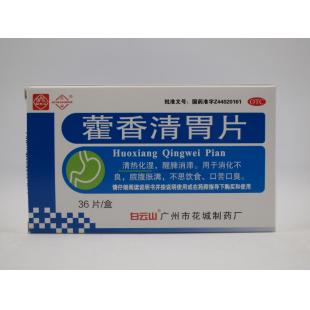 批准文号：国药准字Z44020161
OTC
藿香清胃片
Huoxiang Qingwei Pian
清热化湿，醒脾消滞。用于消化不
良，脘腹胀满，不思饮食、口苦口臭。
请仔细阅读说明书并按说明使用或在药师指导下购买和使用
36片/盒
白云山 广州市花城制药厂